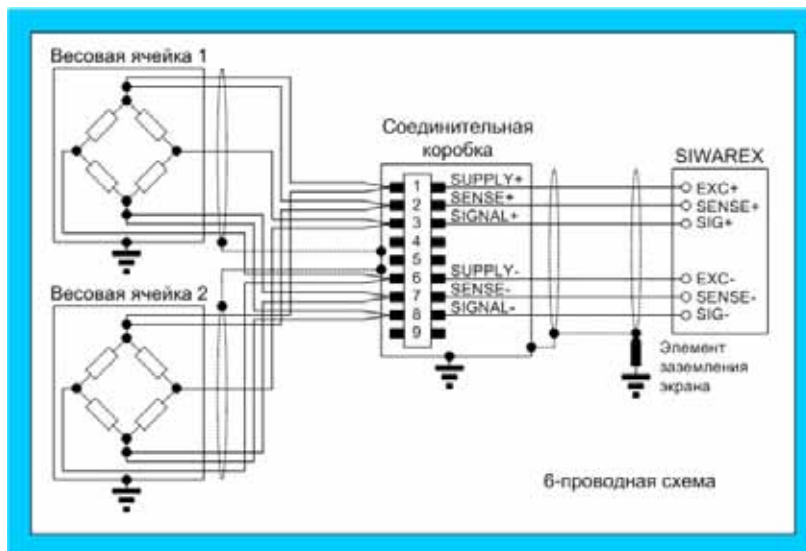 Весовая ячейка 1
Соединительная
коробка
SIWAREX
1 SUPPLY+ EXC+
2 SENSE+ SENSE+
3 SIGNAL+ SIG+
4
5
6 SUPPLY- EXC-
7 SENSE- SENSE-
8 SIGNAL- SIG-
9
Весовая ячейка 2
Элемент
заземления
экрана
6-проводная схема